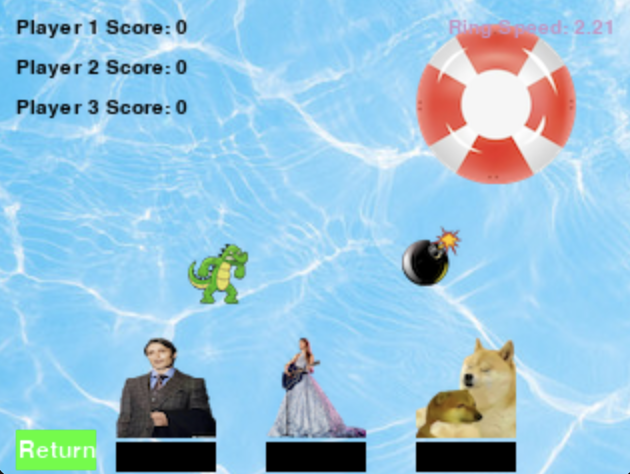 Player 1 Score: 0
Ring Speed: 2.21
Player 2 Score: 0
Player 3 Score: 0
Return